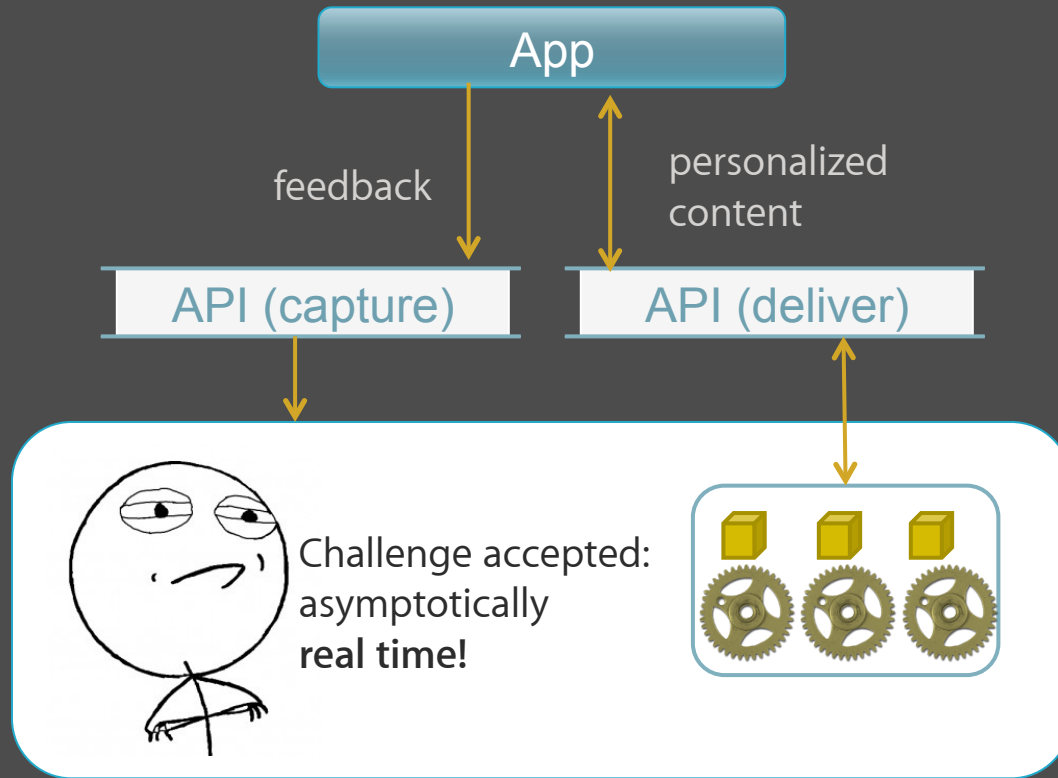 App
feedback
personalized
content
API (capture)
API (deliver)
Challenge accepted:
asymptotically
real time!